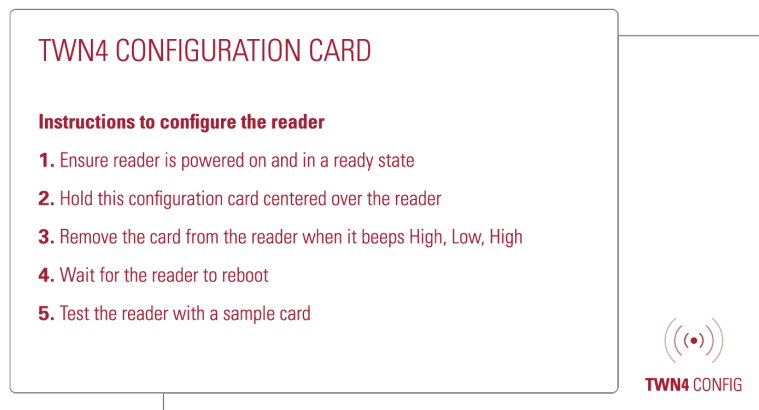 TWN4 CONFIGURATION CARD
Instructions to configure the reader
1. Ensure reader is powered on and in a ready state
2. Hold this configuration card centered over the reader
3. Remove the card from the reader when it beeps High, Low, High
4. Wait for the reader to reboot
5. Test the reader with a sample card
TWN4 CONFIG